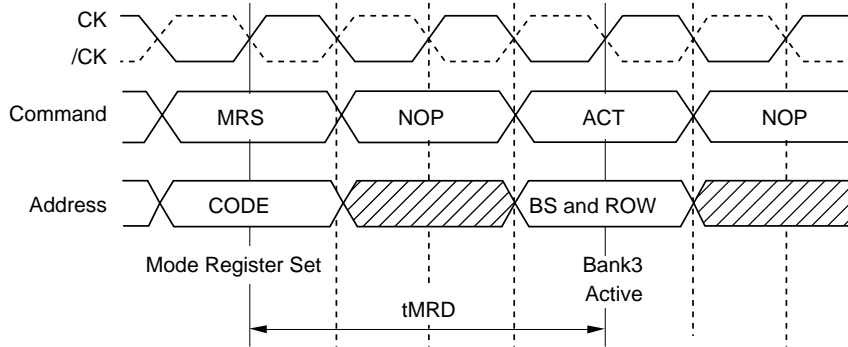 CK
/CK
Command MRS NOP ACT NOP
Address CODE BS and ROW
Mode Register Set Bank3
Active
tMRD